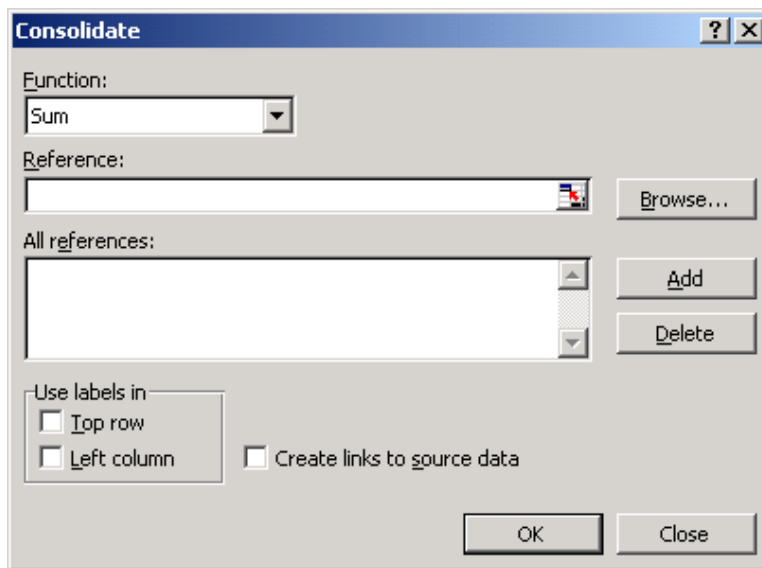 Consolidate
Function:
Sum
Reference:
Browse...
All references:
Add
Delete
Use labels in
Top row
Left column
Create links to source data
OK
Close